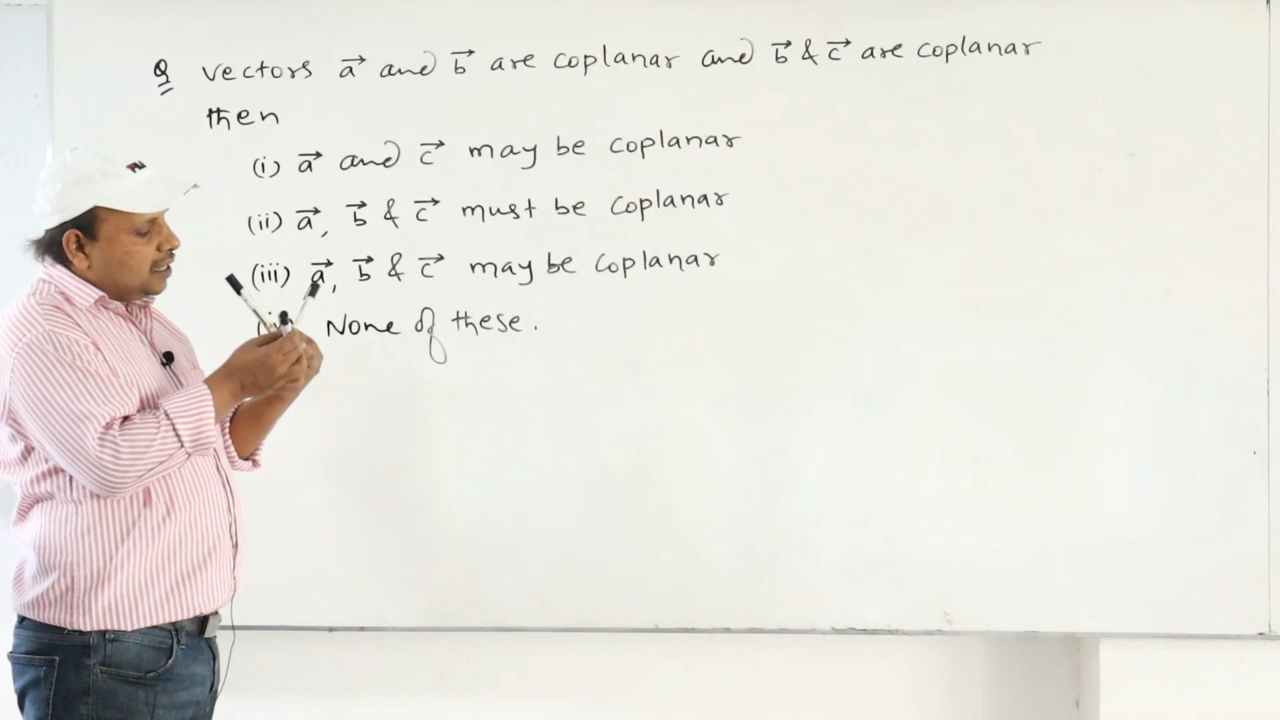 Q vectors a⃗ and b⃗ are coplanar and b⃗ & c⃗ are coplanar
then
(i) a⃗ and c⃗ may be coplanar
(ii) a⃗, b⃗ & c⃗ must be coplanar
(iii) a⃗, b⃗ & c⃗ may be coplanar
None of these.